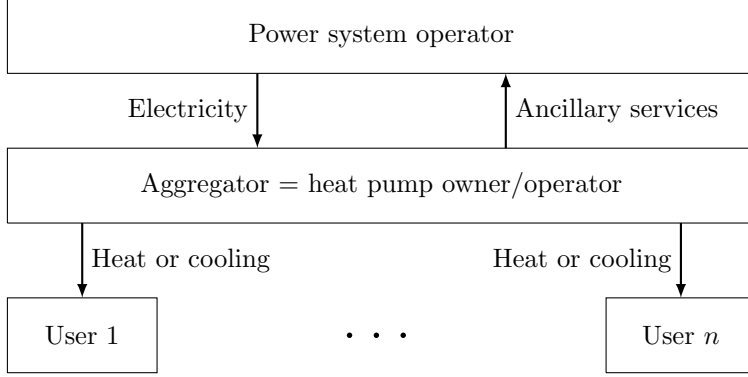 Power system operator
Electricity
Ancillary services
Aggregator = heat pump owner/operator
Heat or cooling
Heat or cooling
User 1
. . .
User n